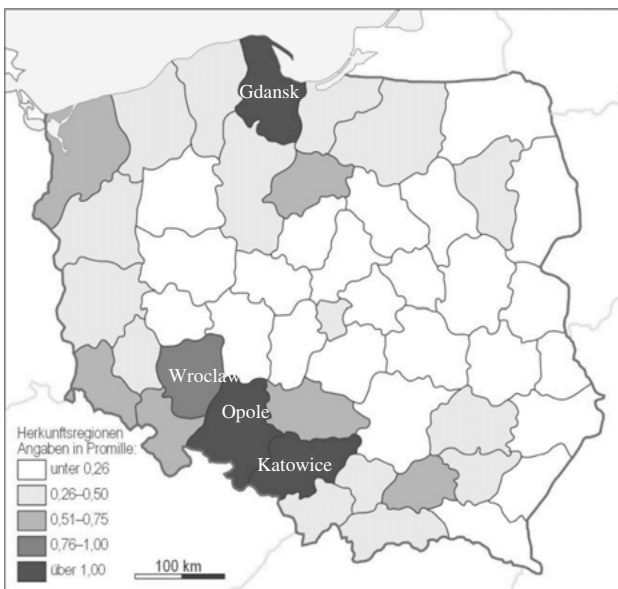 Gdansk
Wroclaw
Opole
Katowice
Herkunftsregionen
Angaben in Promille:
unter 0,26
0,26–0,50
0,51–0,75
0,76–1,00
über 1,00
100 km